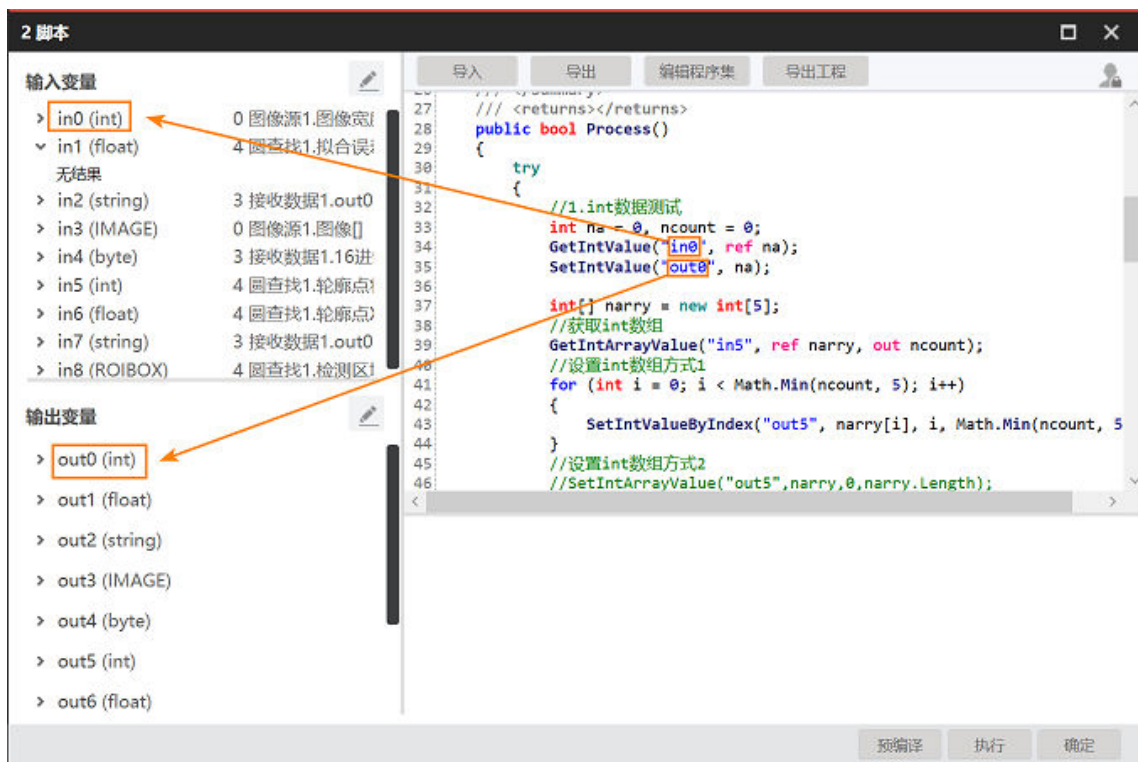 2 脚本
输入变量
in0 (int) 0 图像源1.图像宽
in1 (float) 4 圆查找1.拟合误
无结果
in2 (string) 3 接收数据1.out0
in3 (IMAGE) 0 图像源1.图像[]
in4 (byte) 3 接收数据1.16进
in5 (int) 4 圆查找1.轮廓点
in6 (float) 4 圆查找1.轮廓点
in7 (string) 3 接收数据1.out0
in8 (ROIBOX) 4 圆查找1.检测区
输出变量
out0 (int)
out1 (float)
out2 (string)
out3 (IMAGE)
out4 (byte)
out5 (int)
out6 (float)
导入 导出 编辑程序集 导出工程
26 /// </summary>
27 /// <returns></returns>
28 public bool Process()
29 {
30 try
31 {
32 //1.int数据测试
33 int na = 0, ncount = 0;
34 GetIntValue("in0", ref na);
35 SetIntValue("out0", na);
36
37 int[] narry = new int[5];
38 //获取int数组
39 GetIntArrayValue("in5", ref narry, out ncount);
40 //设置int数组方式1
41 for (int i = 0; i < Math.Min(ncount, 5); i++)
42 {
43 SetIntValueByIndex("out5", narry[i], i, Math.Min(ncount, 5
44 }
45 //设置int数组方式2
46 //SetIntArrayValue("out5",narry,0,narry.Length);
预编译 执行 确定